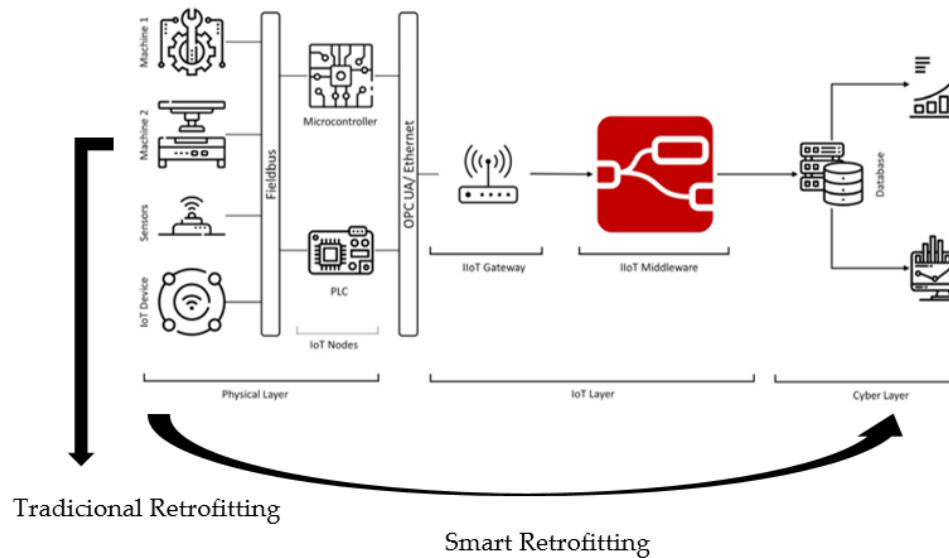 Machine 1
Machine 2
Sensors
IoT Device
Fieldbus
Microcontroller
PLC
IoT Nodes
OPC UA/ Ethernet
IIoT Gateway
IIoT Middleware
Database
Physical Layer
IoT Layer
Cyber Layer
Tradicional Retrofitting
Smart Retrofitting